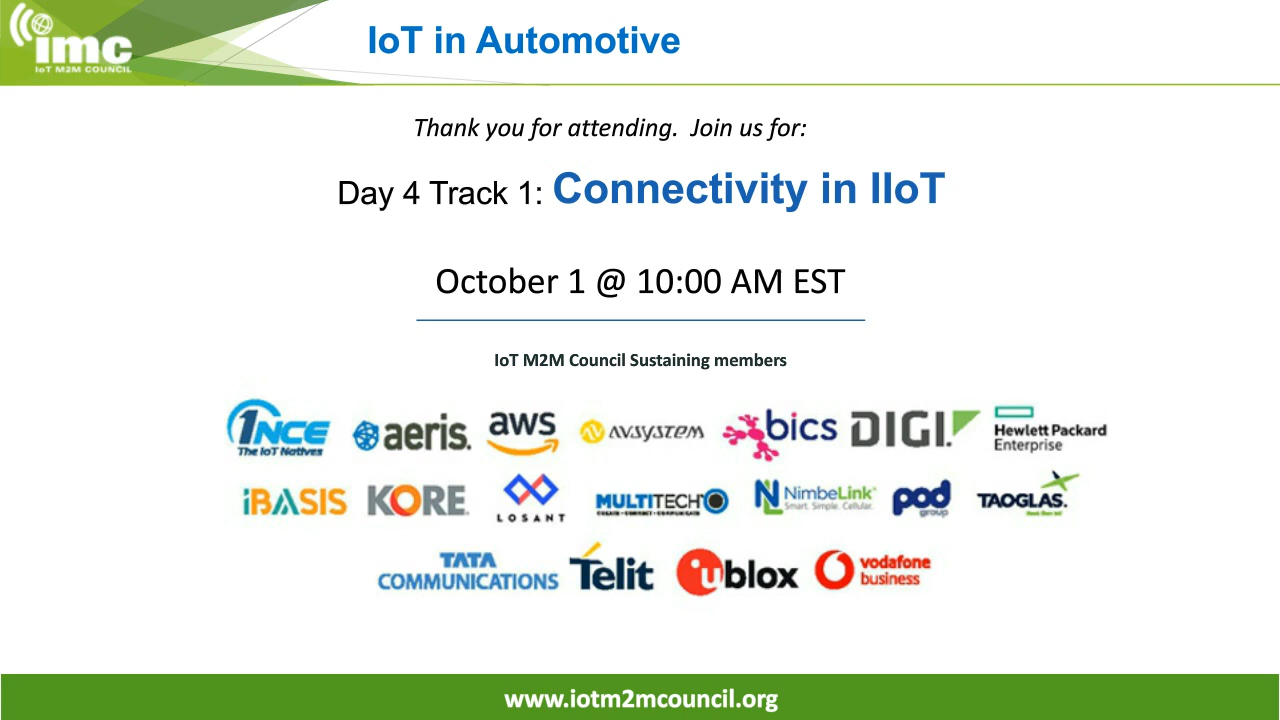 imc
IoT M2M COUNCIL
IoT in Automotive
Thank you for attending. Join us for:
Day 4 Track 1: Connectivity in IIoT
October 1 @ 10:00 AM EST
IoT M2M Council Sustaining members
1NCE The IoT Natives
aeris.
aws
AVSYSTEM
bics
DIGI.
Hewlett Packard Enterprise
iBASIS
KORE
LOSANT
MULTITECH
CREATE • CONNECT • COMMUNICATE
NimbeLink
Smart. Simple. Cellular.
pod group
TAOGLAS.
TATA COMMUNICATIONS
Telit
ublox
vodafone business
www.iotm2mcouncil.org